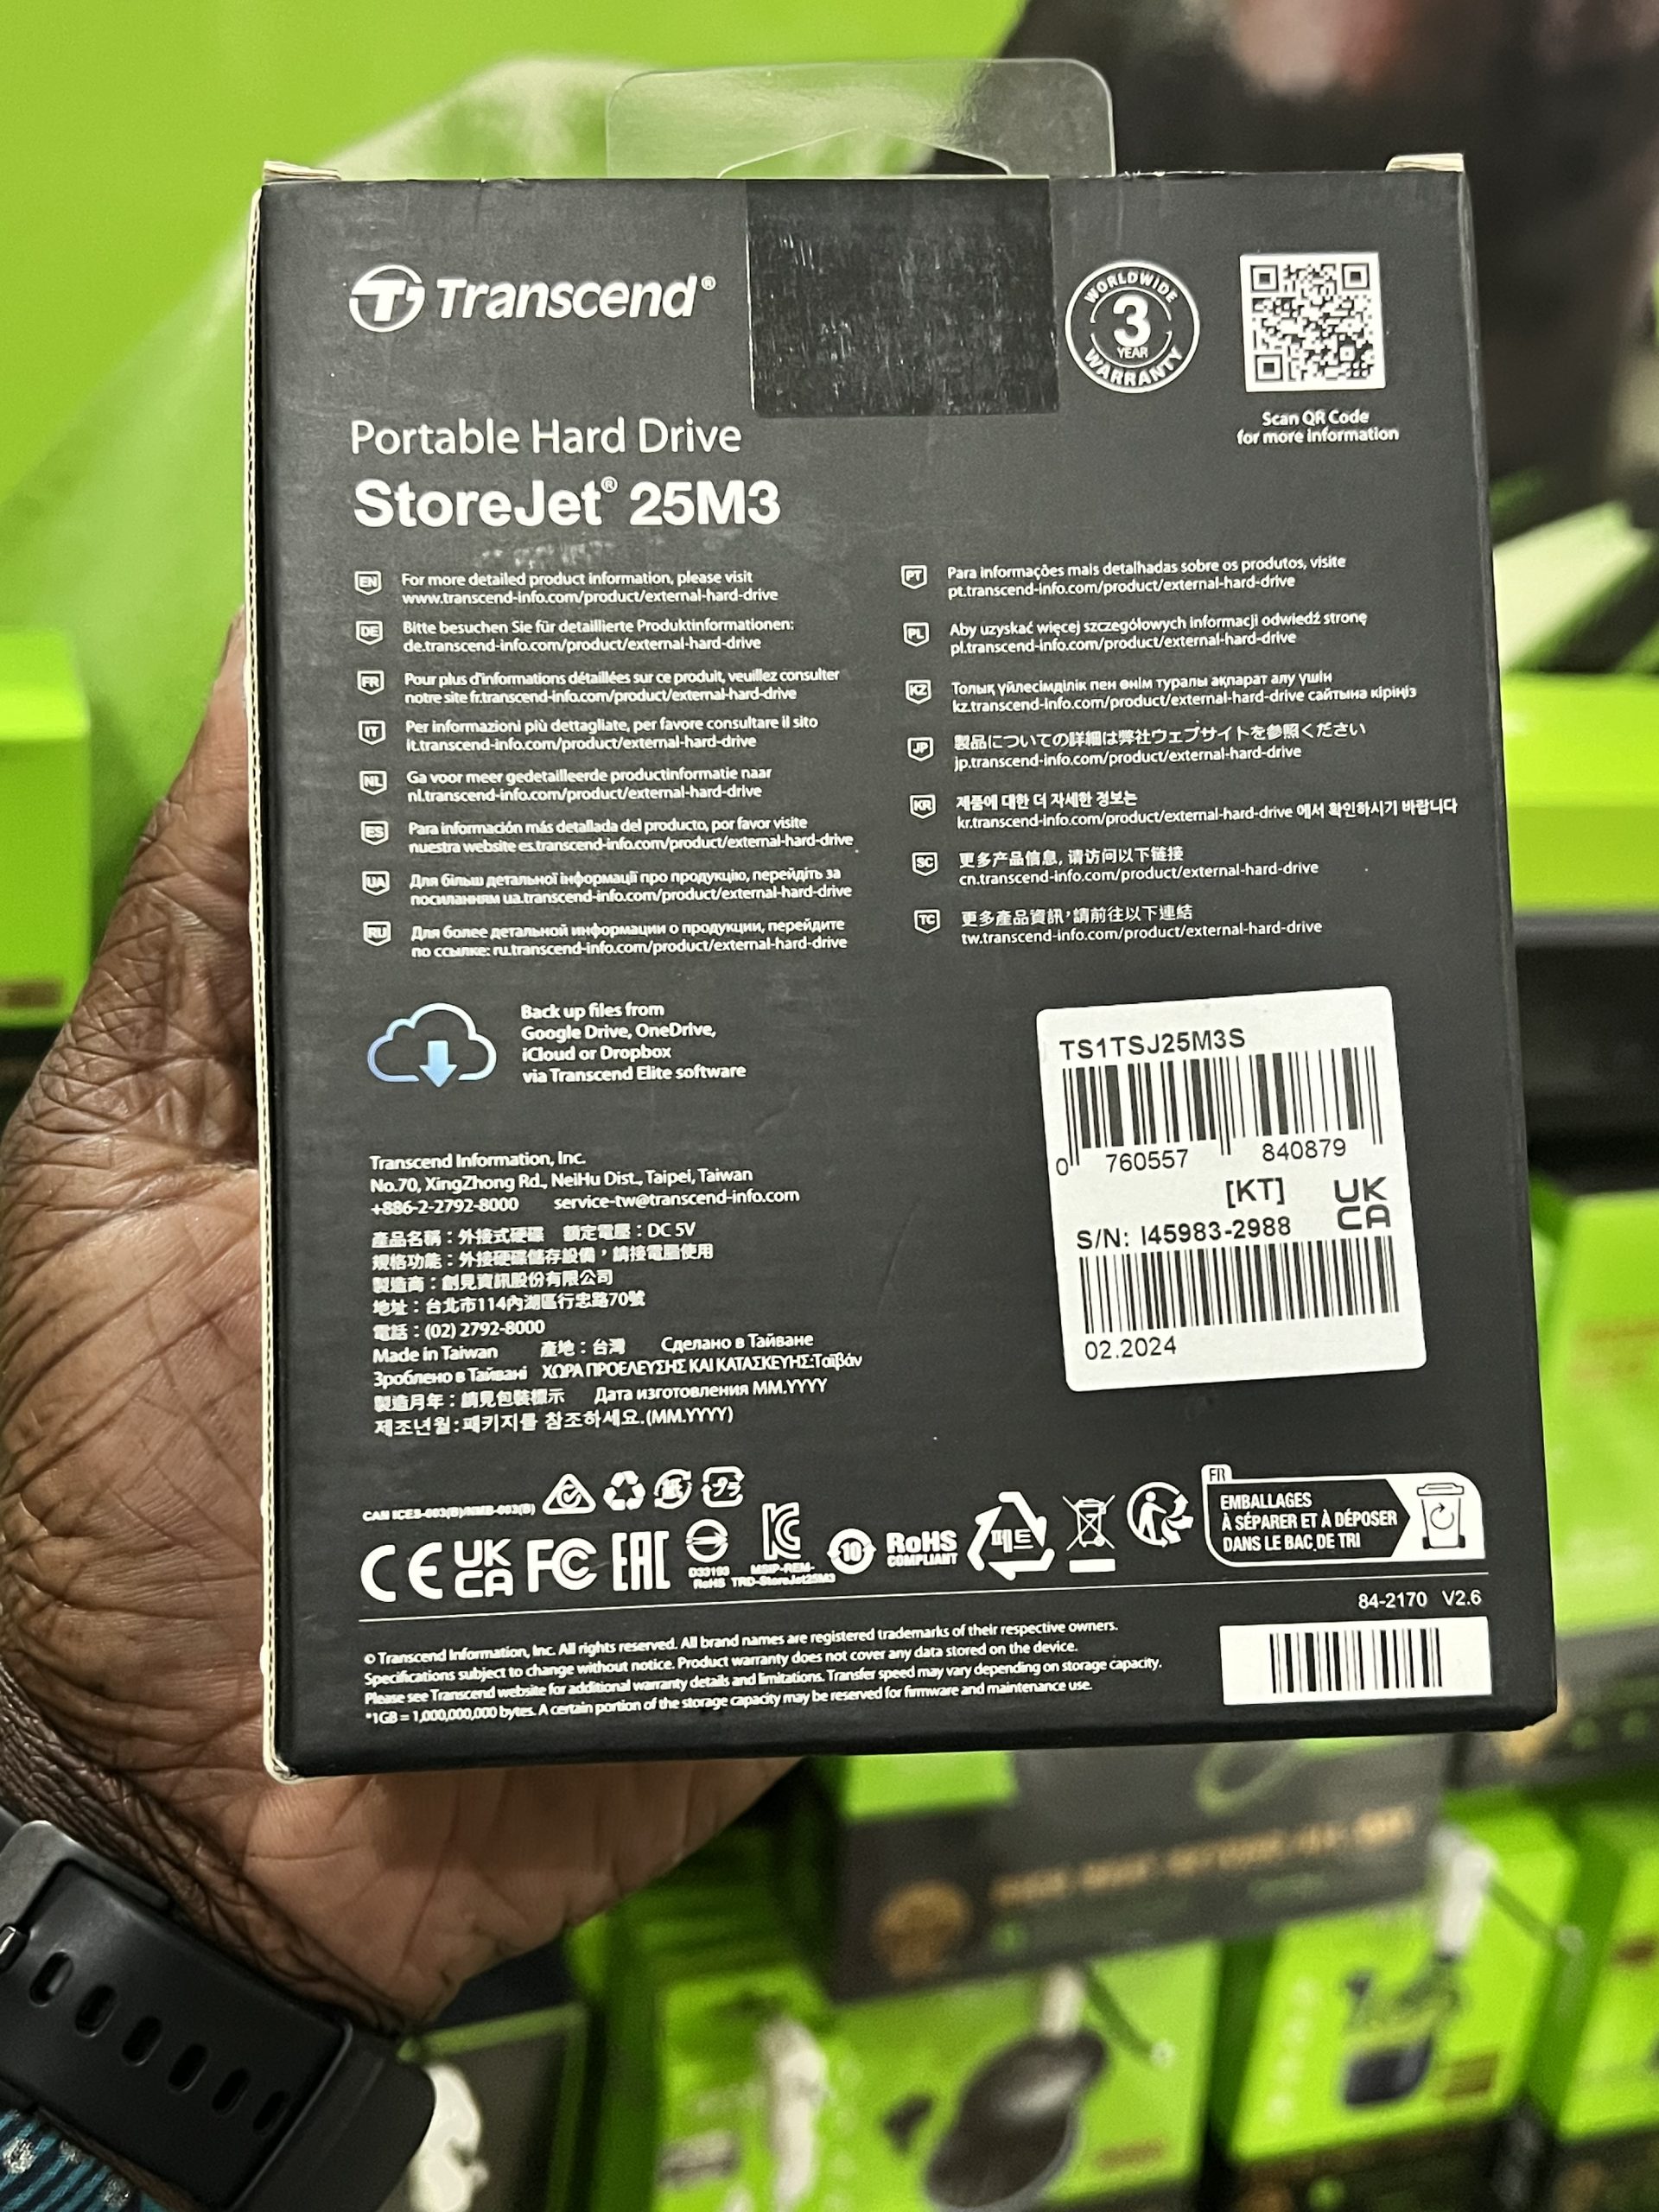 Transcend®
WORLDWIDE
3
YEAR
WARRANTY
Scan QR Code
for more information
Portable Hard Drive
StoreJet® 25M3
EN For more detailed product information, please visit
www.transcend-info.com/product/external-hard-drive
DE Bitte besuchen Sie für detaillierte Produktinformationen:
de.transcend-info.com/product/external-hard-drive
FR Pour plus d'informations détaillées sur ce produit, veuillez consulter
notre site fr.transcend-info.com/product/external-hard-drive
IT Per informazioni più dettagliate, per favore consultare il sito
it.transcend-info.com/product/external-hard-drive
NL Ga voor meer gedetailleerde productinformatie naar
nl.transcend-info.com/product/external-hard-drive
ES Para información más detallada del producto, por favor visite
nuestra website es.transcend-info.com/product/external-hard-drive
UA Для більш детальної інформації про продукцію, перейдіть за
посиланням ua.transcend-info.com/product/external-hard-drive
RU Для более детальной информации о продукции, перейдите
по ссылке: ru.transcend-info.com/product/external-hard-drive
PT Para informações mais detalhadas sobre os produtos, visite
pt.transcend-info.com/product/external-hard-drive
PL Aby uzyskać więcej szczegółowych informacji odwiedź stronę
pl.transcend-info.com/product/external-hard-drive
KZ Толық үйлесімділік пен өнім туралы ақпарат алу үшін
kz.transcend-info.com/product/external-hard-drive сайтына кіріңіз
JP 製品についての詳細は弊社ウェブサイトを参照ください
jp.transcend-info.com/product/external-hard-drive
KR 제품에 대한 더 자세한 정보는
kr.transcend-info.com/product/external-hard-drive 에서 확인하시기 바랍니다
SC 更多产品信息, 请访问以下链接
cn.transcend-info.com/product/external-hard-drive
TC 更多產品資訊,請前往以下連結
tw.transcend-info.com/product/external-hard-drive
Back up files from
Google Drive, OneDrive,
iCloud or Dropbox
via Transcend Elite software
TS1TSJ25M3S
0 760557 840879
[KT]
UK
CA
S/N: I45983-2988
02.2024
Transcend Information, Inc.
No.70, XingZhong Rd., NeiHu Dist., Taipei, Taiwan
+886-2-2792-8000 service-tw@transcend-info.com
產品名稱：外接式硬碟 額定電壓：DC 5V
規格功能：外接硬碟儲存設備，請接電腦使用
製造商：創見資訊股份有限公司
地址：台北市114內湖區行忠路70號
電話：(02) 2792-8000
Made in Taiwan 產地：台灣 Сделано в Тайване
Зроблено в Тайвані ΧΩΡΑ ΠΡΟΕΛΕΥΣΗΣ ΚΑΙ ΚΑΤΑΣΚΕΥΗΣ:Ταϊβάν
製造月年：請見包裝標示 Дата изготовления MM.YYYY
제조년월:패키지를 참조하세요.(MM.YYYY)
CAN ICES-003(B)/NMB-003(B)
CE UK CA FC EAC
D33193
RoHS
MSIP-REM-
TRD-StoreJet25M3
10
RoHS
COMPLIANT
페트
FR
EMBALLAGES
À SÉPARER ET À DÉPOSER
DANS LE BAC DE TRI
84-2170 V2.6
© Transcend Information, Inc. All rights reserved. All brand names are registered trademarks of their respective owners.
Specifications subject to change without notice. Product warranty does not cover any data stored on the device.
Please see Transcend website for additional warranty details and limitations. Transfer speed may vary depending on storage capacity.
*1GB = 1,000,000,000 bytes. A certain portion of the storage capacity may be reserved for firmware and maintenance use.